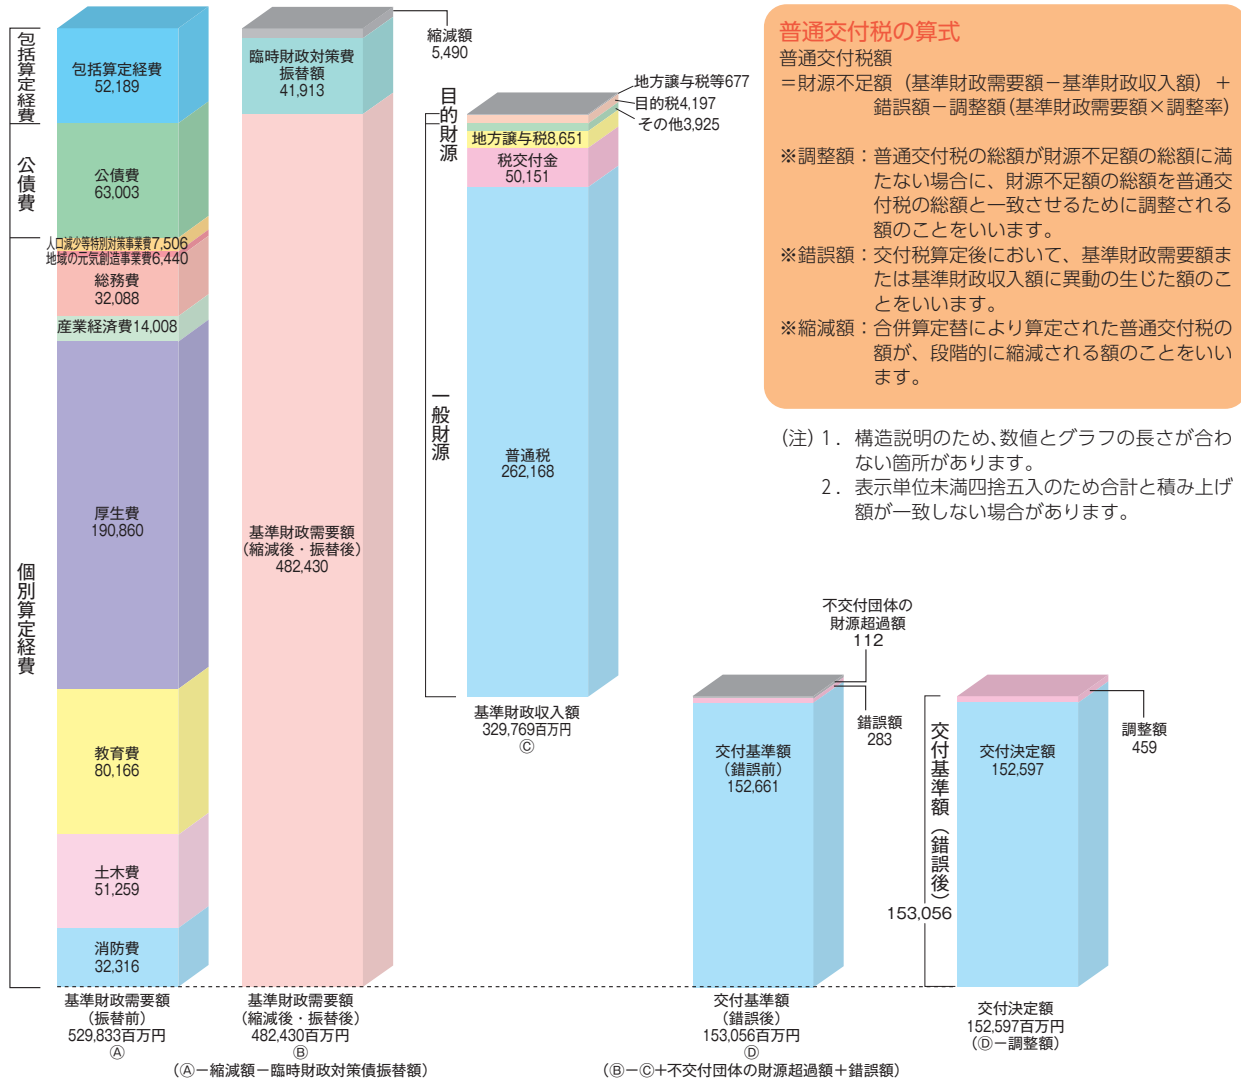 包括算定経費
包括算定経費
52,189
公債費
公債費
63,003
個別算定経費
人口減少等特別対策事業費7,506
地域の元気創造事業費6,440
総務費
32,088
産業経済費14,008
厚生費
190,860
教育費
80,166
土木費
51,259
消防費
32,316
基準財政需要額
(振替前)
529,833百万円
Ⓐ
縮減額
5,490
臨時財政対策費
振替額
41,913
基準財政需要額
(縮減後・振替後)
482,430
基準財政需要額
(縮減後・振替後)
482,430百万円
Ⓑ
(Ⓐ−縮減額−臨時財政対策債振替額)
目的財源
一般財源
地方譲与税等677
目的税4,197
その他3,925
地方譲与税8,651
税交付金
50,151
普通税
262,168
基準財政収入額
329,769百万円
Ⓒ
不交付団体の
財源超過額
112
錯誤額
283
交付基準額
(錯誤前)
152,661
交付基準額
(錯誤後)
153,056百万円
Ⓓ
(Ⓑ−Ⓒ+不交付団体の財源超過額+錯誤額)
交付基準額(錯誤後)
153,056
調整額
459
交付決定額
152,597
交付決定額
152,597百万円
(Ⓓ−調整額)
普通交付税の算式
普通交付税額
=財源不足額(基準財政需要額−基準財政収入額)+
錯誤額−調整額(基準財政需要額×調整率)
※調整額:普通交付税の総額が財源不足額の総額に満
たない場合に、財源不足額の総額を普通交
付税の総額と一致させるために調整される
額のことをいいます。
※錯誤額:交付税算定後において、基準財政需要額ま
たは基準財政収入額に異動の生じた額のこ
とをいいます。
※縮減額:合併算定替により算定された普通交付税の
額が、段階的に縮減される額のことをいい
ます。
(注)1. 構造説明のため、数値とグラフの長さが合わ
ない箇所があります。
2. 表示単位未満四捨五入のため合計と積み上げ
額が一致しない場合があります。